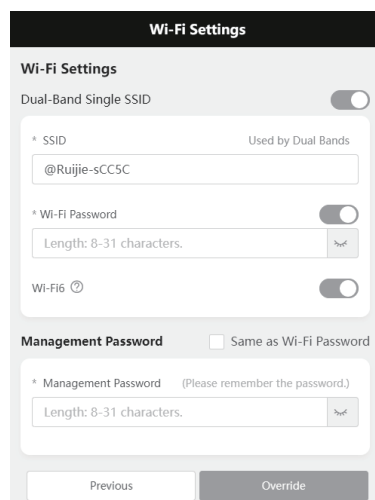 Wi-Fi Settings
Wi-Fi Settings
Dual-Band Single SSID
* SSID Used by Dual Bands
@Ruijie-sCC5C
* Wi-Fi Password
Length: 8-31 characters.
Wi-Fi6 ?
Management Password Same as Wi-Fi Password
* Management Password (Please remember the password.)
Length: 8-31 characters.
Previous Override